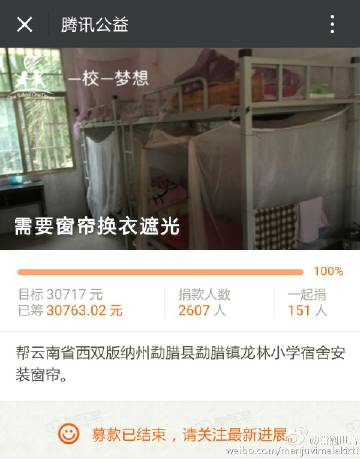 腾讯公益
一校一梦想
需要窗帘换衣遮光
100%
目标 30717 元
已筹 30763.02 元
捐款人数
2607 人
一起捐
151 人
帮云南省西双版纳州勐腊县勐腊镇龙林小学宿舍安
装窗帘。
募款已结束，请关注最新进展